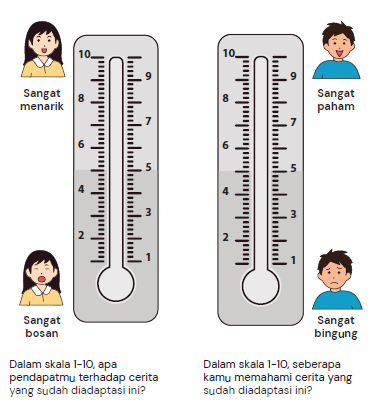 Sangat
menarik
10
9
8
7
6
5
4
3
2
1
Sangat
bosan
Dalam skala 1-10, apa
pendapatmu terhadap cerita
yang sudah diadaptasi ini?
10
9
8
7
6
5
4
3
2
1
Sangat
paham
Sangat
bingung
Dalam skala 1-10, seberapa
kamu memahami cerita yang
sudah diadaptasi ini?